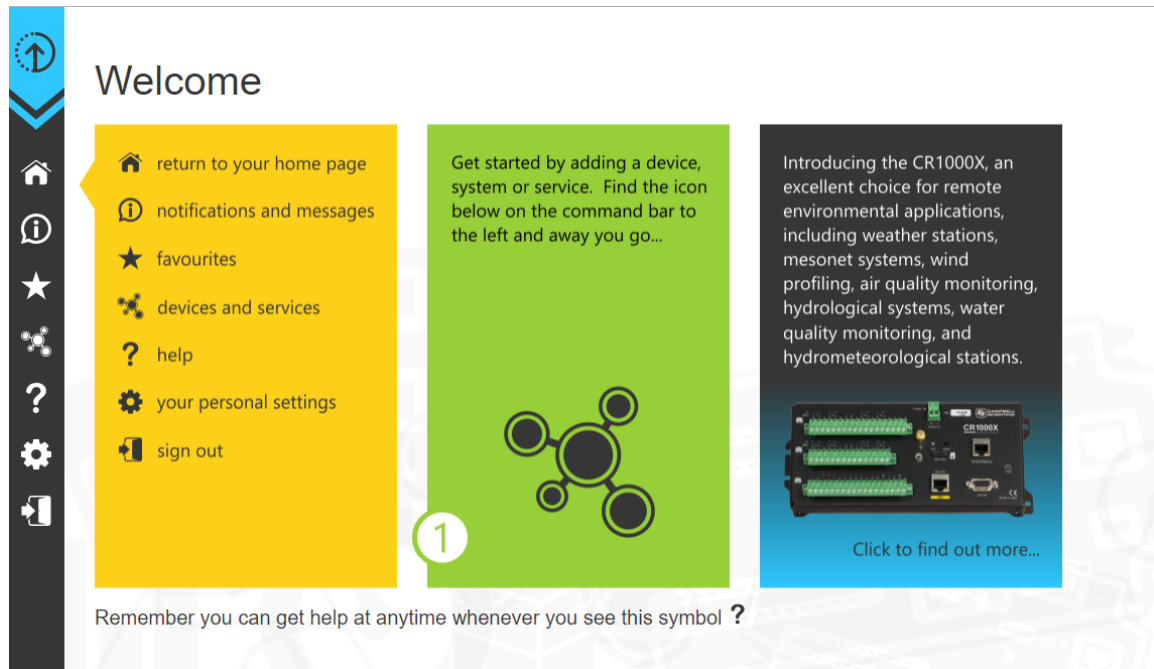 Welcome
return to your home page
notifications and messages
favourites
devices and services
? help
your personal settings
sign out
Get started by adding a device,
system or service. Find the icon
below on the command bar to
the left and away you go...
1
Introducing the CR1000X, an
excellent choice for remote
environmental applications,
including weather stations,
mesonet systems, wind
profiling, air quality monitoring,
hydrological systems, water
quality monitoring, and
hydrometeorological stations.
CAMPBELL
SCIENTIFIC
CR1000X
Click to find out more...
Remember you can get help at anytime whenever you see this symbol ?